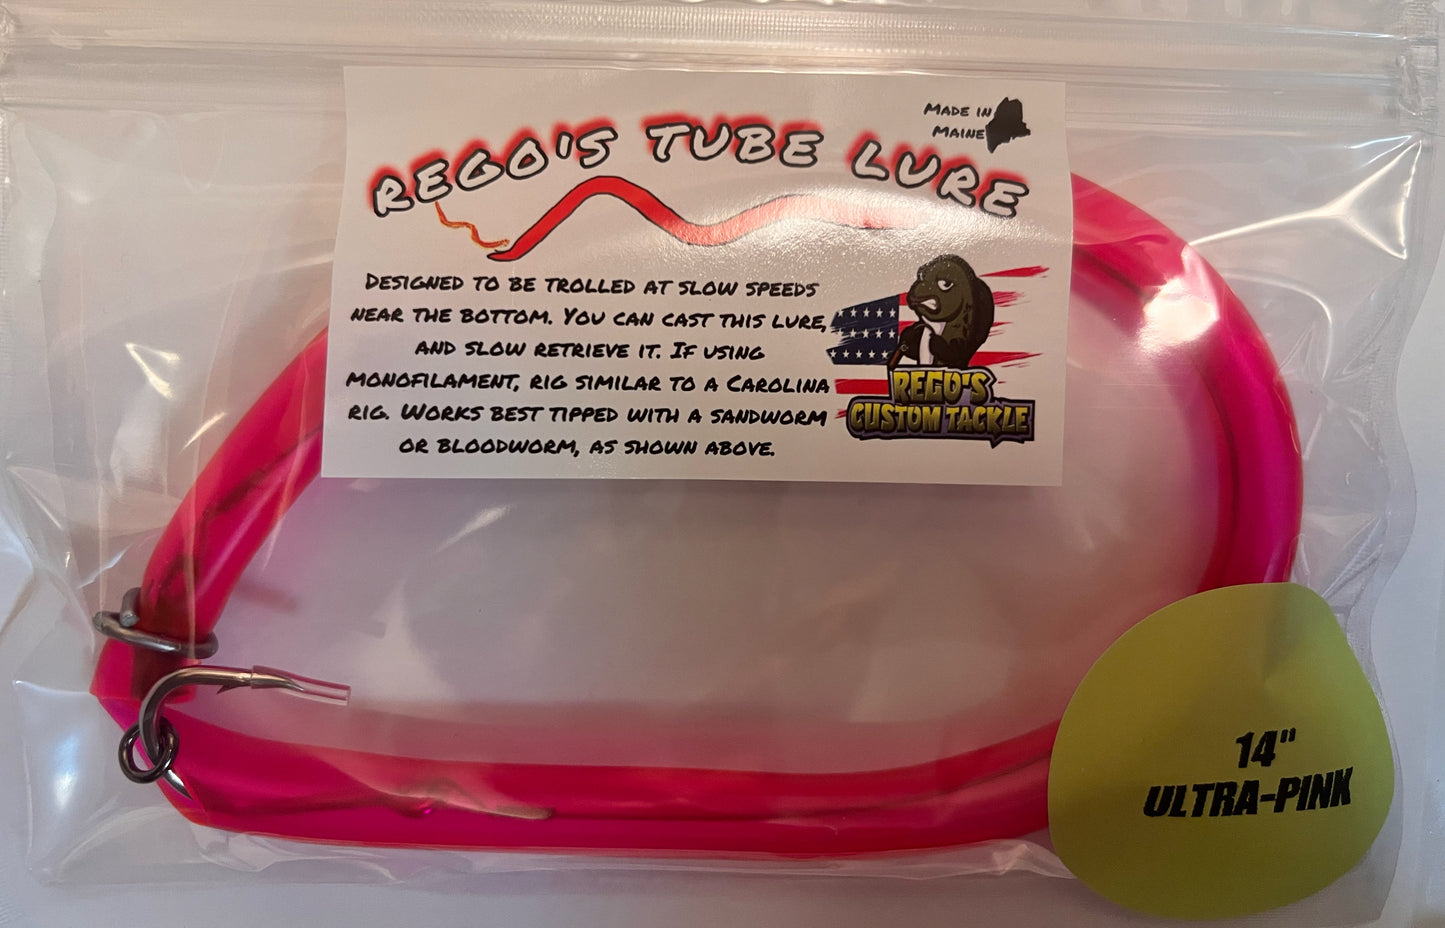 Made in
Maine
Rego's Tube Lure
Designed to be trolled at slow speeds
near the bottom. You can cast this lure,
and slow retrieve it. If using
monofilament, rig similar to a Carolina
rig. Works best tipped with a sandworm
or bloodworm, as shown above.
REGO'S
CUSTOM TACKLE
14"
ULTRA-PINK